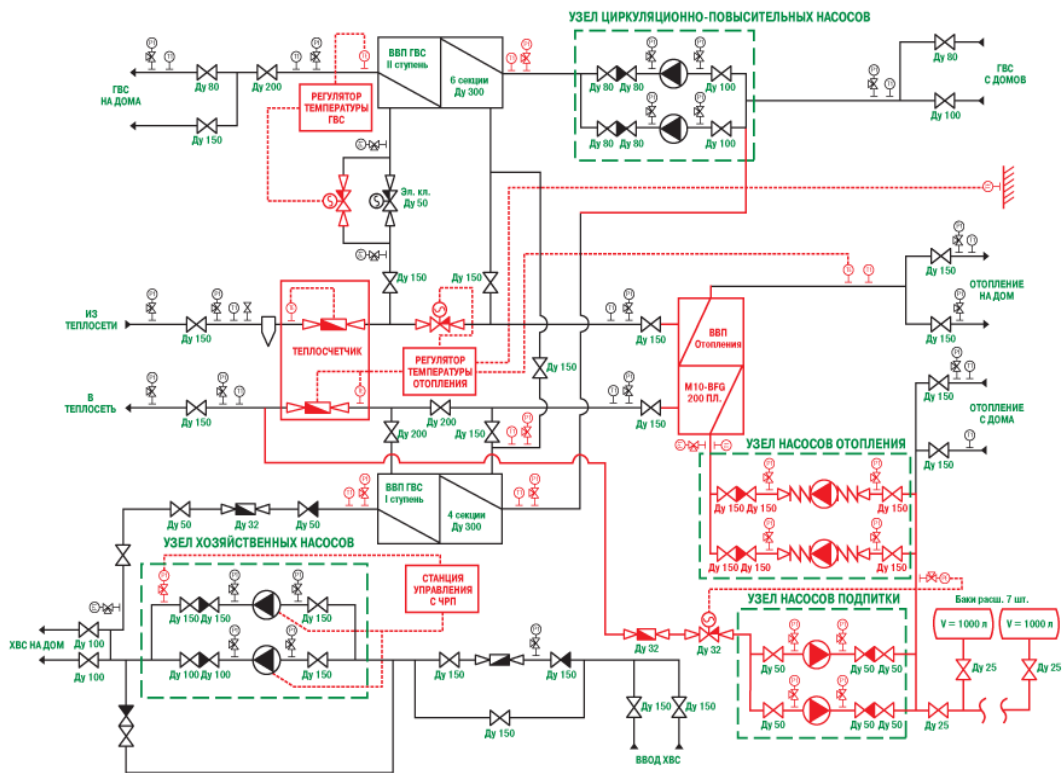 УЗЕЛ ЦИРКУЛЯЦИОННО-ПОВЫСИТЕЛЬНЫХ НАСОСОВ
ВВП ГВС
II ступень
6 секции
Ду 300
РЕГУЛЯТОР
ТЕМПЕРАТУРЫ
ГВС
ГВС
НА ДОМА
Ду 80
Ду 200
Ду 150
Ду 80
Ду 80
Ду 100
Ду 80
Ду 80
Ду 100
Ду 80
ГВС
С ДОМОВ
Ду 100
Эл. кл.
Ду 50
Ду 150
Ду 150
Ду 150
ОТОПЛЕНИЕ
НА ДОМ
Ду 150
ИЗ
ТЕПЛОСЕТИ
Ду 150
ТЕПЛОСЧЕТЧИК
РЕГУЛЯТОР
ТЕМПЕРАТУРЫ
ОТОПЛЕНИЯ
Ду 150
Ду 150
ВВП
Отопления
М10-BFG
200 ПЛ.
В
ТЕПЛОСЕТЬ
Ду 150
Ду 200
Ду 200
Ду 150
Ду 150
Ду 150
ОТОПЛЕНИЕ
С ДОМА
Ду 150
УЗЕЛ НАСОСОВ ОТОПЛЕНИЯ
Ду 150
Ду 150
Ду 150
Ду 150
Ду 150
Ду 150
ВВП ГВС
I ступень
4 секции
Ду 300
Ду 50
Ду 32
Ду 50
УЗЕЛ ХОЗЯЙСТВЕННЫХ НАСОСОВ
СТАНЦИЯ
УПРАВЛЕНИЯ
С ЧРП
Ду 150
Ду 150
Ду 150
Ду 100
Ду 100
Ду 150
ХВС НА ДОМ
Ду 100
Ду 100
Ду 150
Ду 150
Ду 150
Ду 150
Ду 150
ВВОД ХВС
УЗЕЛ НАСОСОВ ПОДПИТКИ
Ду 32
Ду 32
Ду 50
Ду 50
Ду 50
Ду 50
Ду 50
Ду 50
Баки расш. 7 шт.
V = 1000 л
V = 1000 л
Ду 25
Ду 25
Ду 25